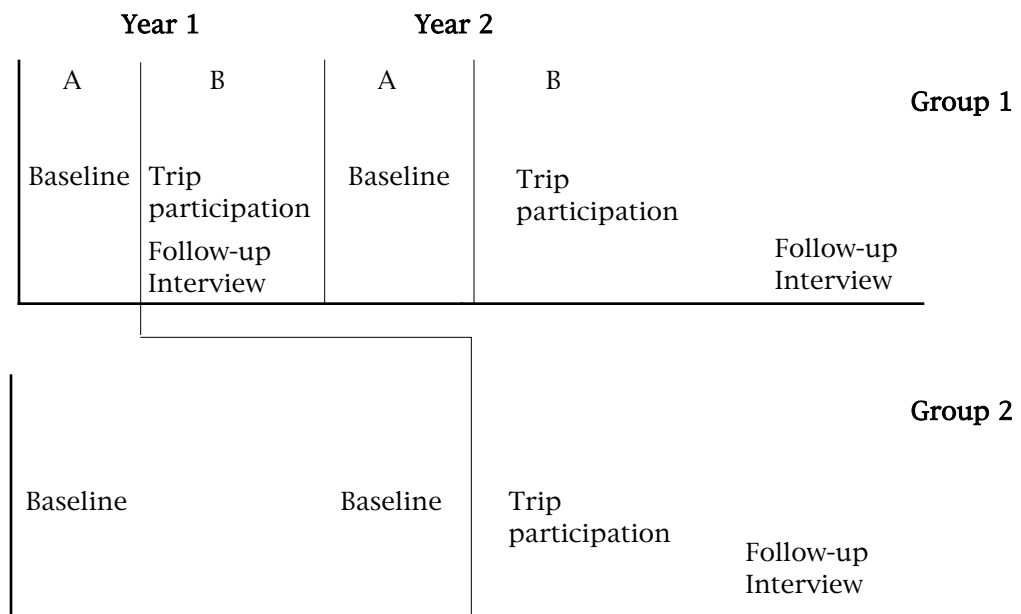 Year 1 Year 2
A B A B
Group 1
Baseline Trip Baseline Trip
participation participation
Follow-up Follow-up
Interview Interview
Group 2
Baseline Baseline Trip
participation
Follow-up
Interview